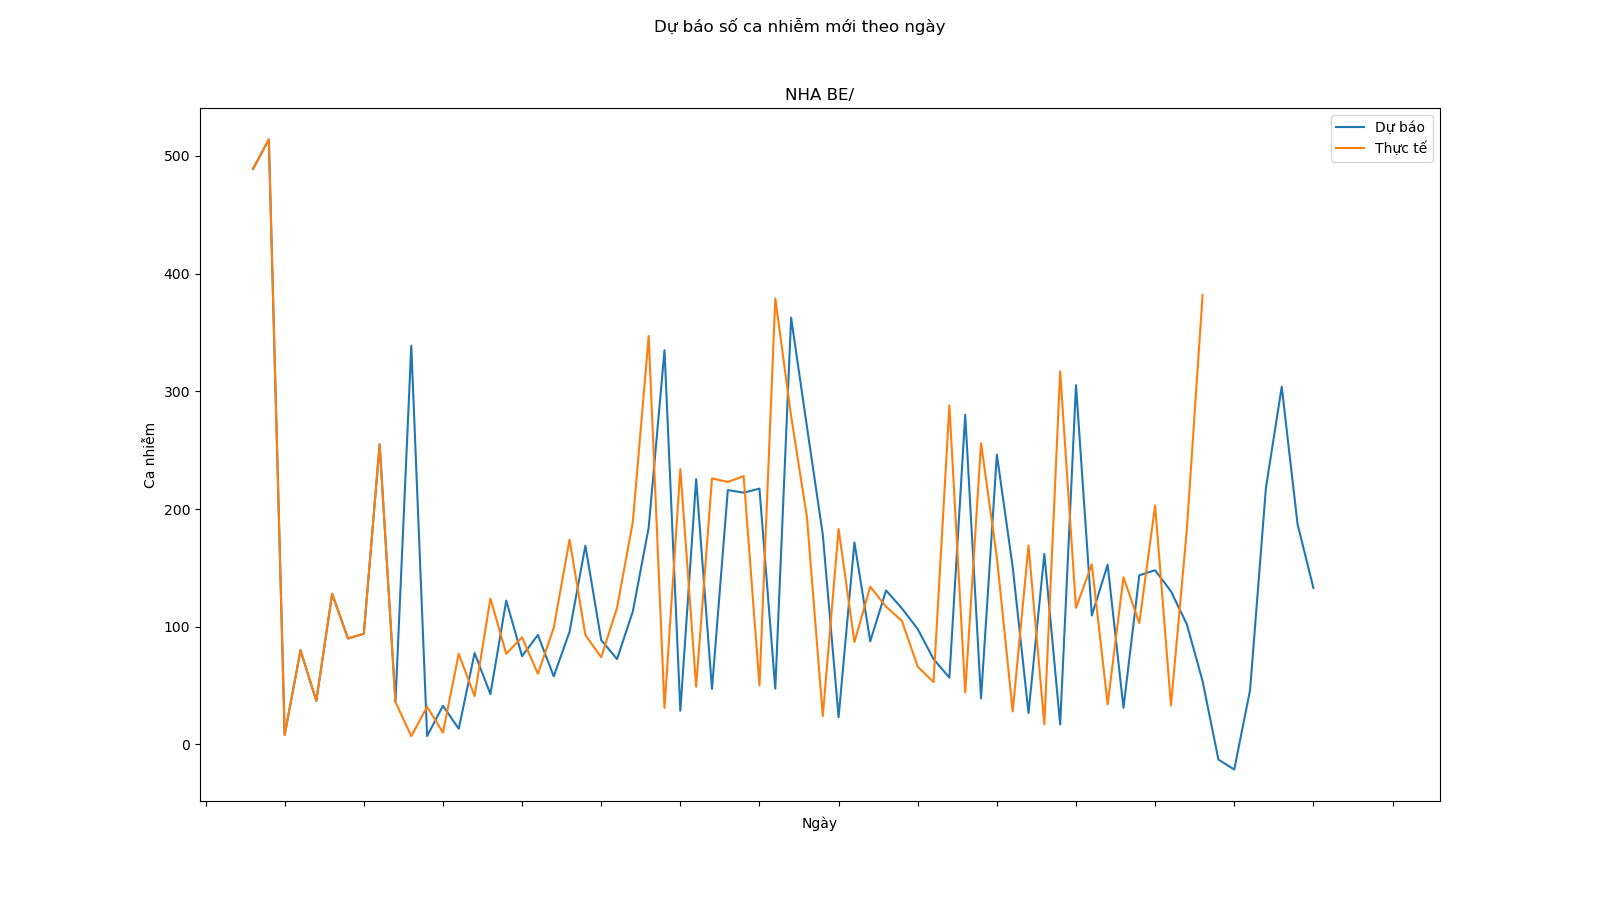 Dự báo số ca nhiễm mới theo ngày
NHA BE/
Dự báo
Thực tế
500
400
300
200
100
0
Ca nhiễm
Ngày